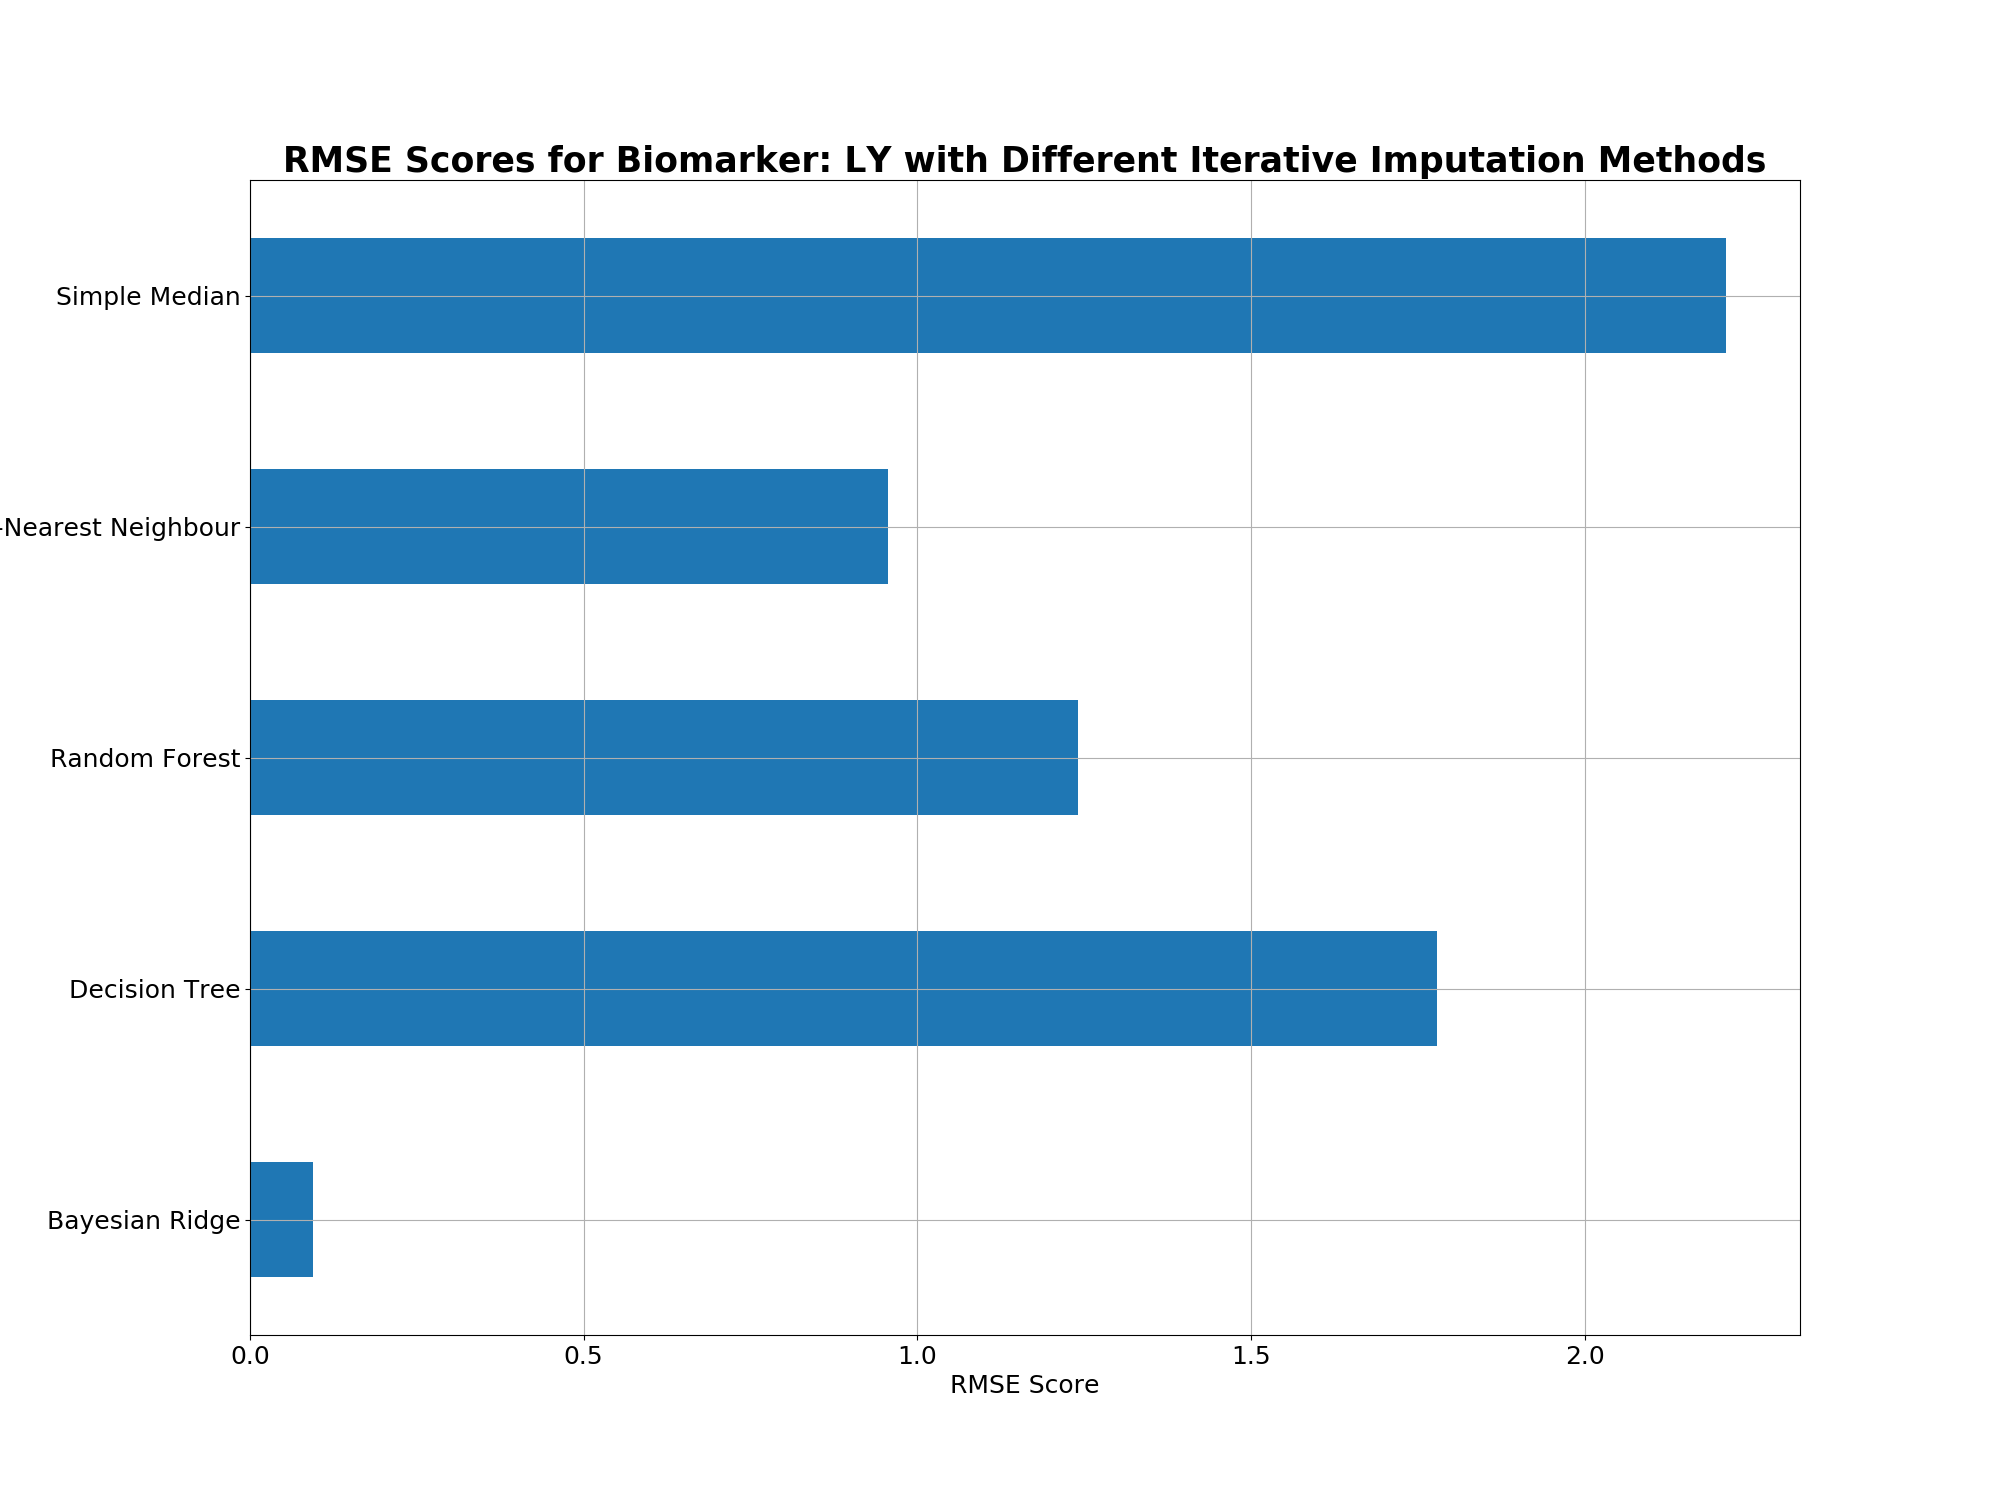 RMSE Scores for Biomarker: LY with Different Iterative Imputation Methods
Simple Median
-Nearest Neighbour
Random Forest
Decision Tree
Bayesian Ridge
0.0 0.5 1.0 1.5 2.0
RMSE Score